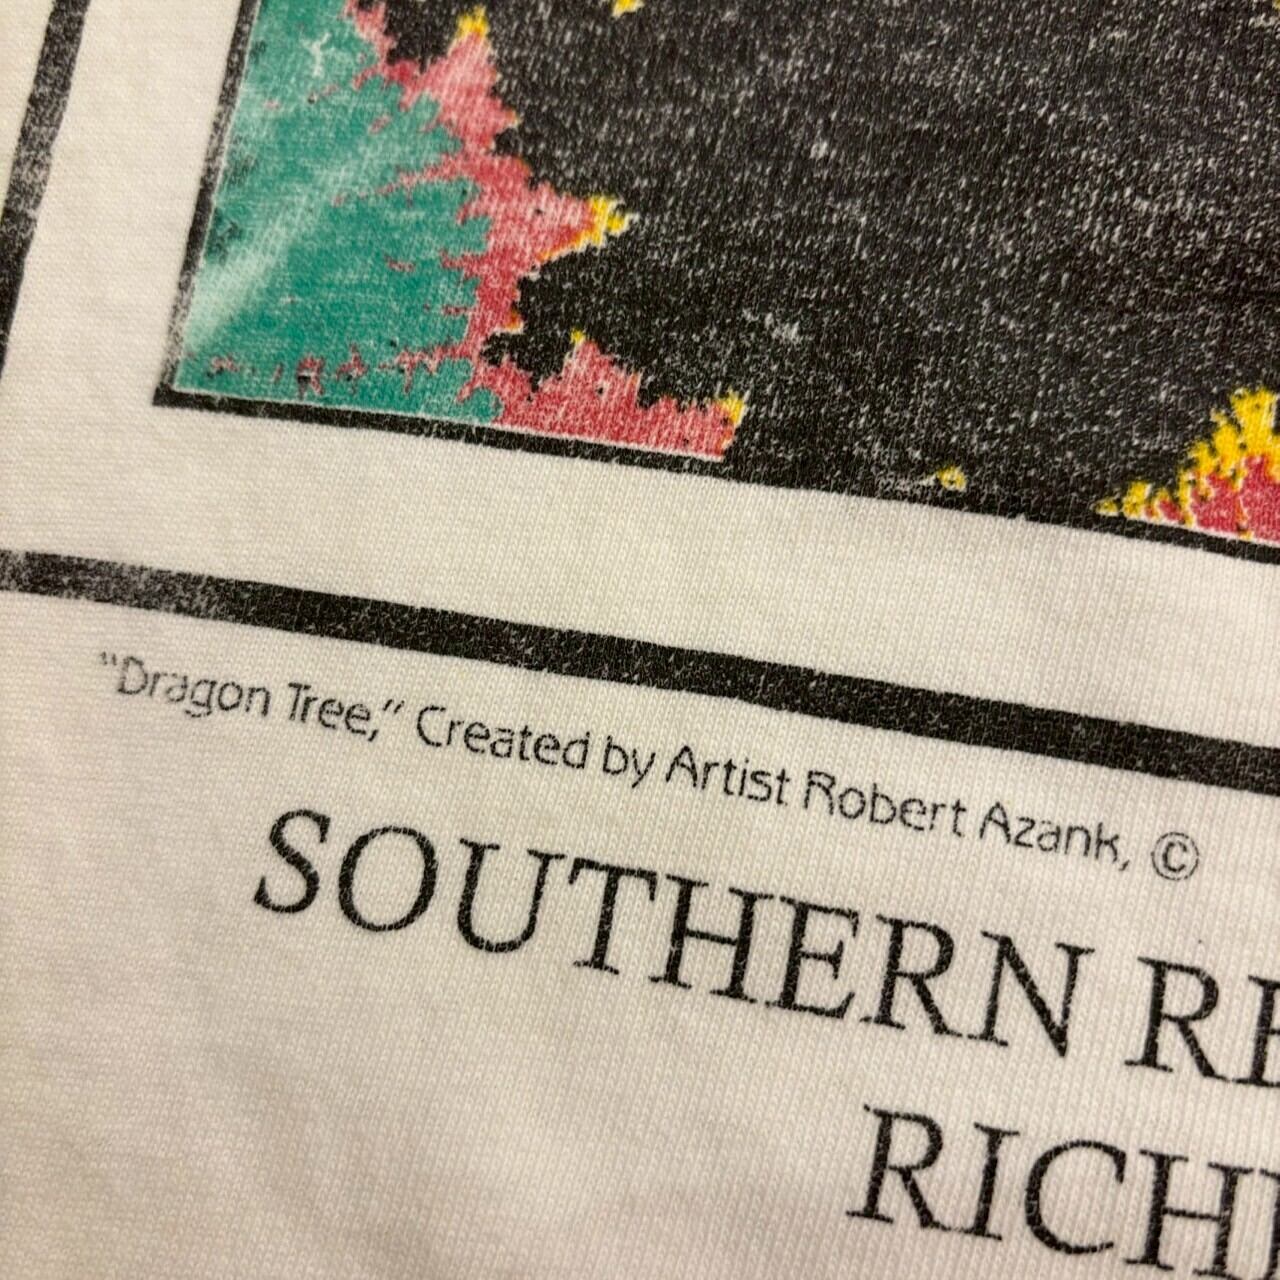 "Dragon Tree," Created by Artist Robert Azank, ©
SOUTHERN RE
RICH